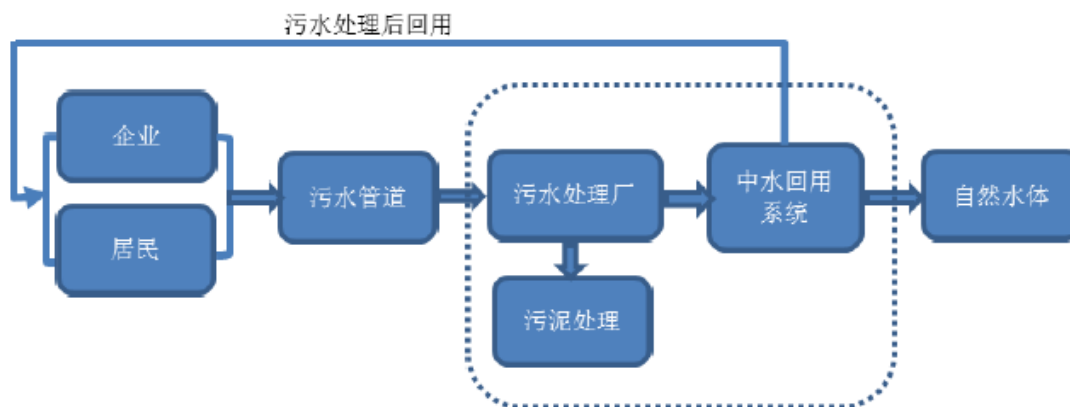 污水处理后回用
企业
居民
污水管道
污水处理厂
污泥处理
中水回用
系统
自然水体